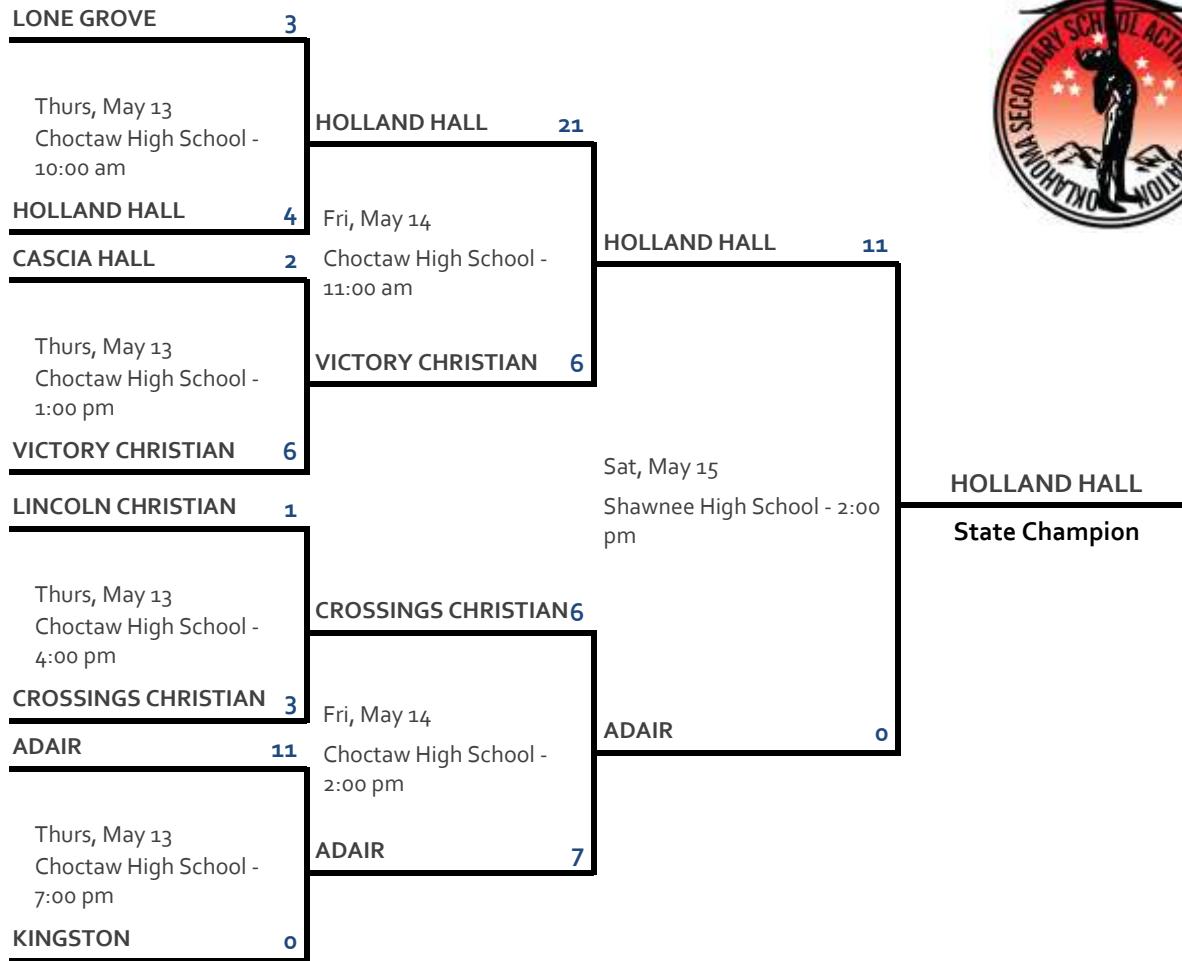 LONE GROVE 3
Thurs, May 13
Choctaw High School -
10:00 am
HOLLAND HALL 4
CASCIA HALL 2
Thurs, May 13
Choctaw High School -
1:00 pm
VICTORY CHRISTIAN 6
LINCOLN CHRISTIAN 1
Thurs, May 13
Choctaw High School -
4:00 pm
CROSSINGS CHRISTIAN 3
ADAIR 11
Thurs, May 13
Choctaw High School -
7:00 pm
KINGSTON 0
HOLLAND HALL 21
Fri, May 14
Choctaw High School -
11:00 am
VICTORY CHRISTIAN 6
CROSSINGS CHRISTIAN 6
Fri, May 14
Choctaw High School -
2:00 pm
ADAIR 7
HOLLAND HALL 11
Sat, May 15
Shawnee High School - 2:00
pm
ADAIR 0
HOLLAND HALL
State Champion
OKLAHOMA SECONDARY SCHOOL